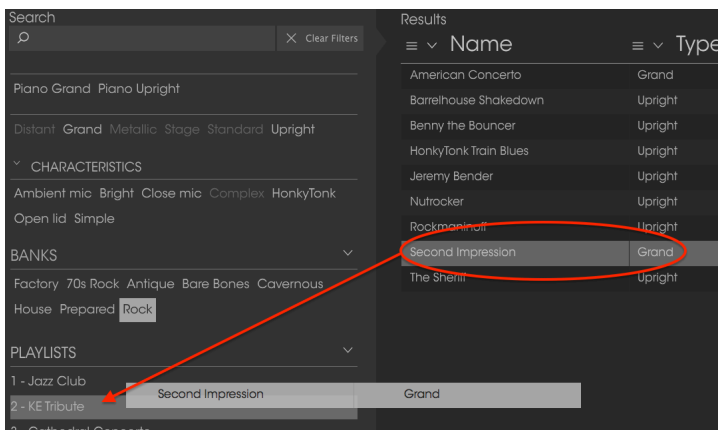 Search
Clear Filters
Piano Grand Piano Upright
Distant Grand Metallic Stage Standard Upright
CHARACTERISTICS
Ambient mic Bright Close mic Complex HonkyTonk
Open lid Simple
BANKS
Factory 70s Rock Antique Bare Bones Cavernous
House Prepared Rock
PLAYLISTS
1 - Jazz Club
2 - KE Tribute
3 - Cathedral Concerto
Second Impression Grand
Results
Name Type
American Concerto Grand
Barrelhouse Shakedown Upright
Benny the Bouncer Upright
HonkyTonk Train Blues Upright
Jeremy Bender Upright
Nutrocker Upright
Rockmaninoff Upright
Second Impression Grand
The Sheriff Upright